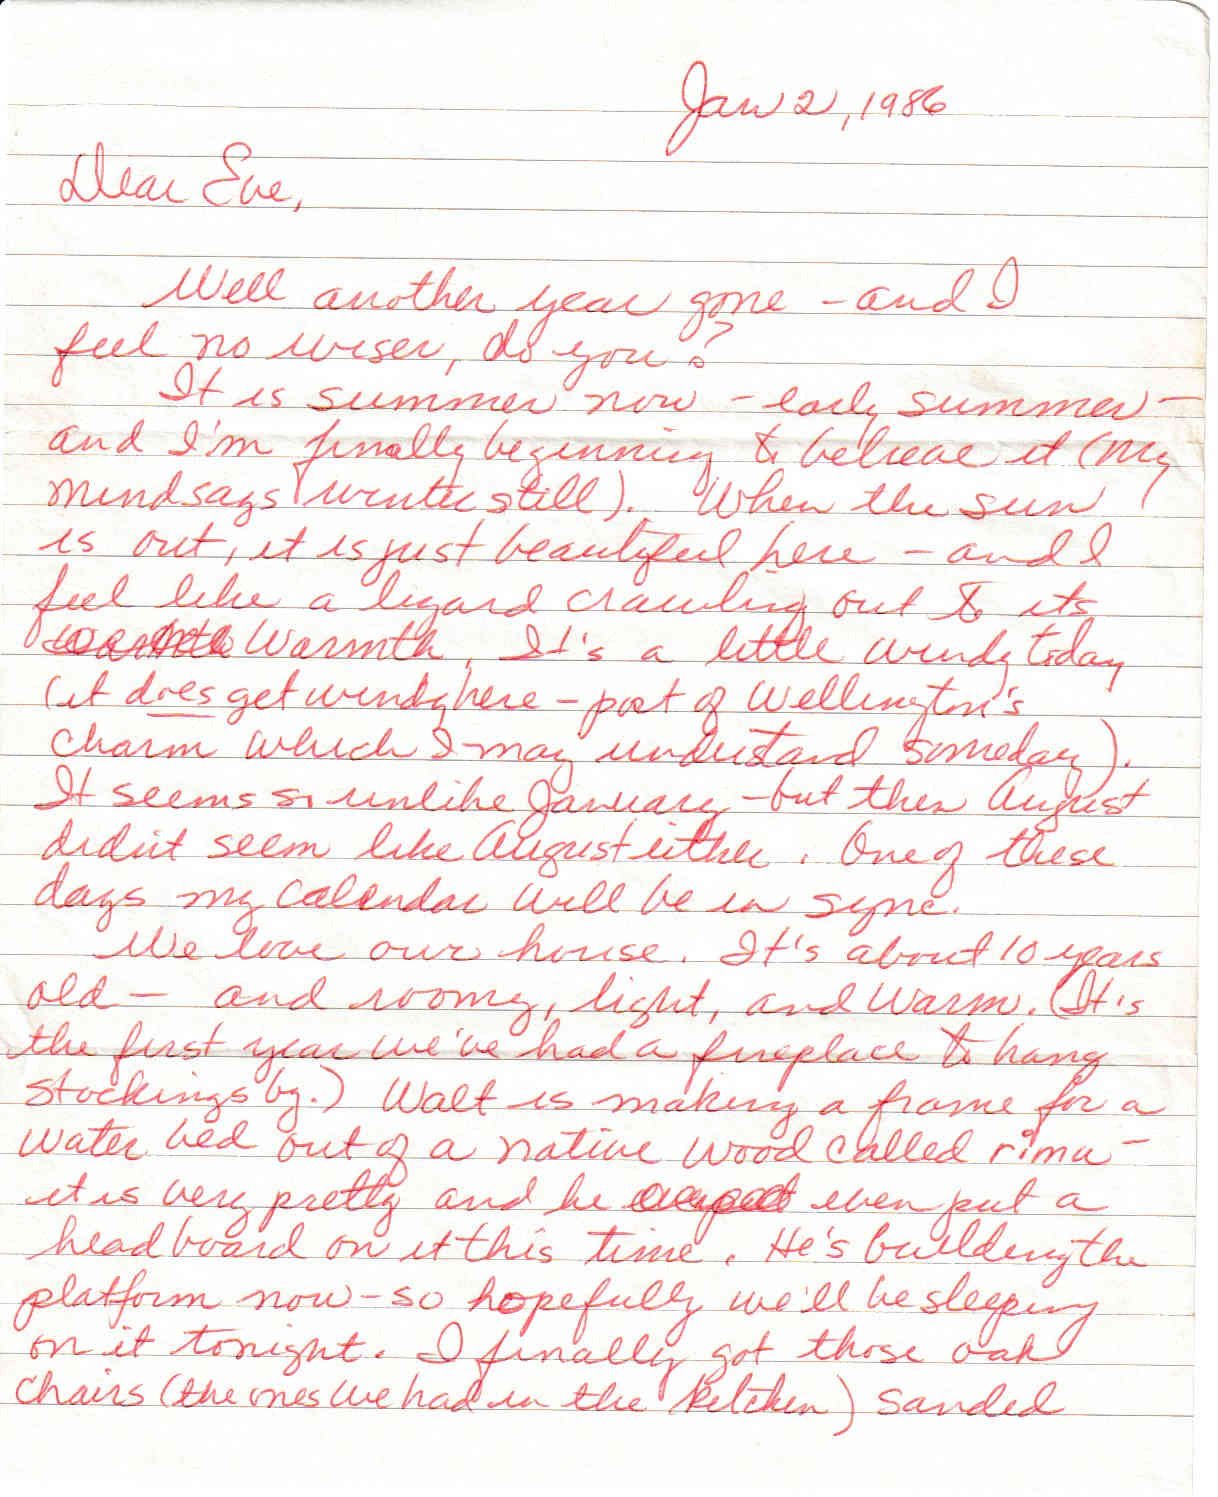 Jan 2, 1986
Dear Eve,
Well another year gone - and I
feel no wiser, do you?
It is summer now - early summer -
and I'm finally beginning to believe it (my
mind says winter still). When the sun
is out, it is just beautiful here - and I
feel like a lizard crawling out to its
warmth. It's a little windy today
(it does get windy here - part of Wellington's
charm which I may understand someday).
It seems so unlike January - but then August
didn't seem like August either. One of these
days my calendar will be in sync.
We love our house. It's about 10 years
old - and roomy, light, and warm. (It's
the first year we've had a fireplace to hang
stockings by.) Walt is making a frame for a
water bed out of a native wood called rimu -
it is very pretty and he even put a
headboard on it this time. He's building the
platform now - so hopefully we'll be sleeping
on it tonight. I finally got those oak
chairs (the ones we had in the kitchen) sanded